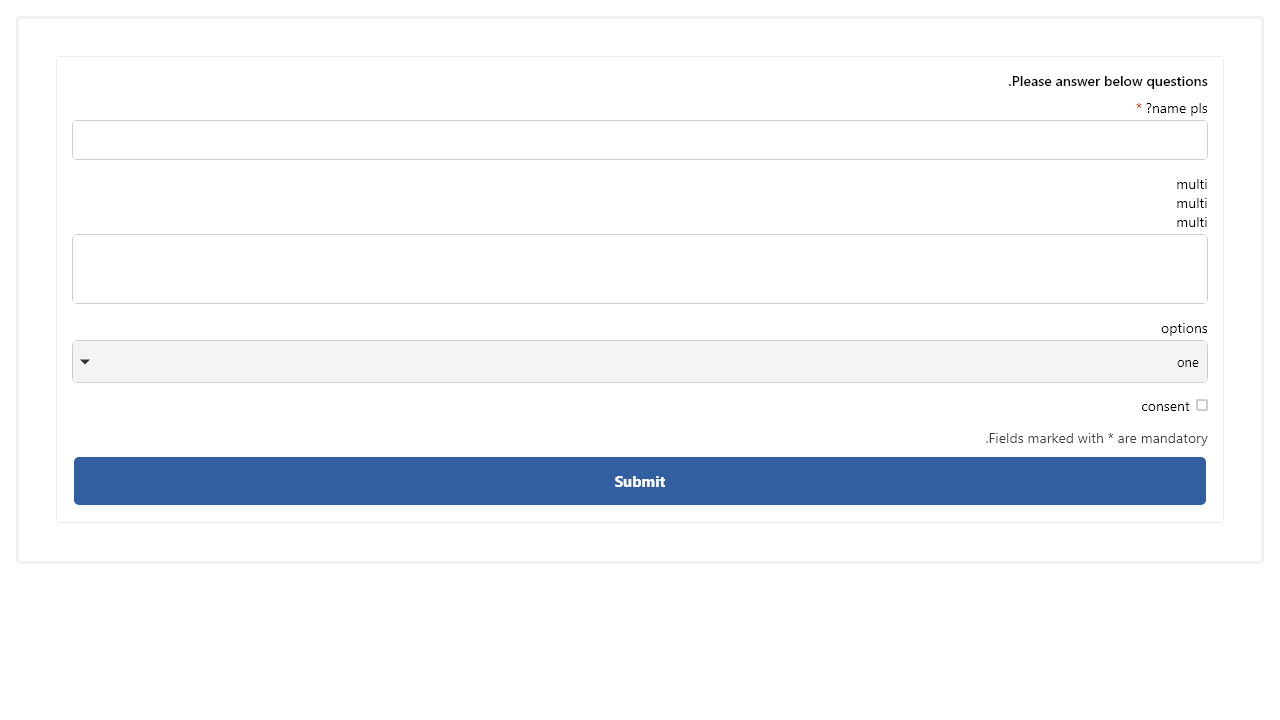 .Please answer below questions
* ?name pls
multi
multi
multi
options
one
consent
.Fields marked with * are mandatory
Submit